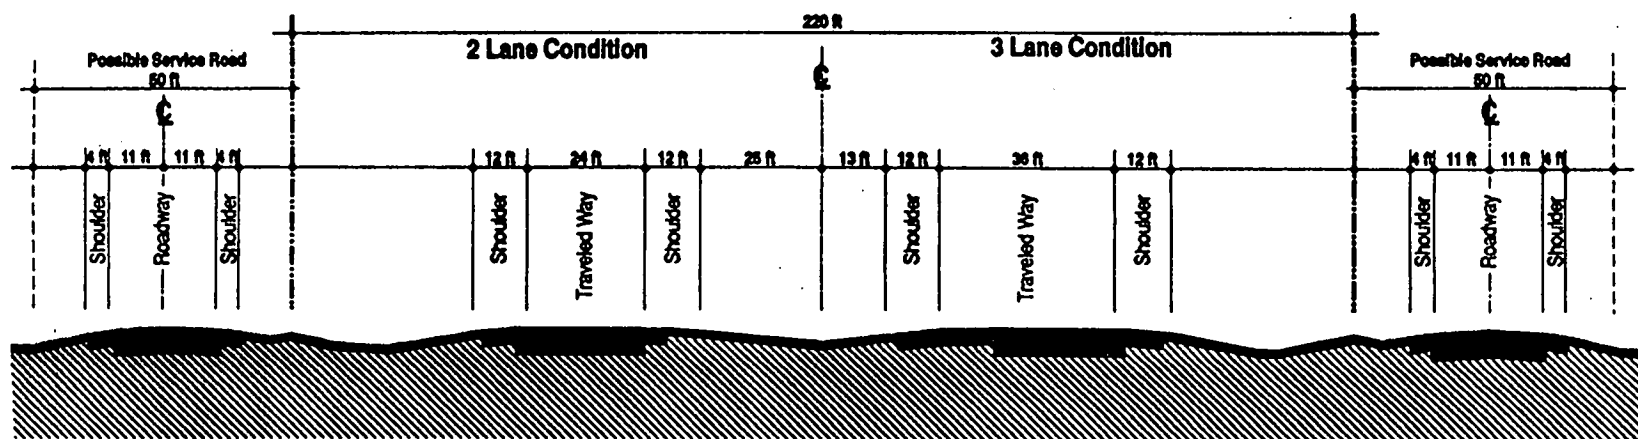 220 ft
2 Lane Condition
3 Lane Condition
Possible Service Road
50 ft
℄
℄
Possible Service Road
50 ft
℄
4 ft 11 ft 11 ft 4 ft 12 ft 24 ft 12 ft 25 ft 13 ft 12 ft 36 ft 12 ft 4 ft 11 ft 11 ft 4 ft
Shoulder
Roadway
Shoulder
Shoulder
Traveled Way
Shoulder
Shoulder
Traveled Way
Shoulder
Shoulder
Roadway
Shoulder